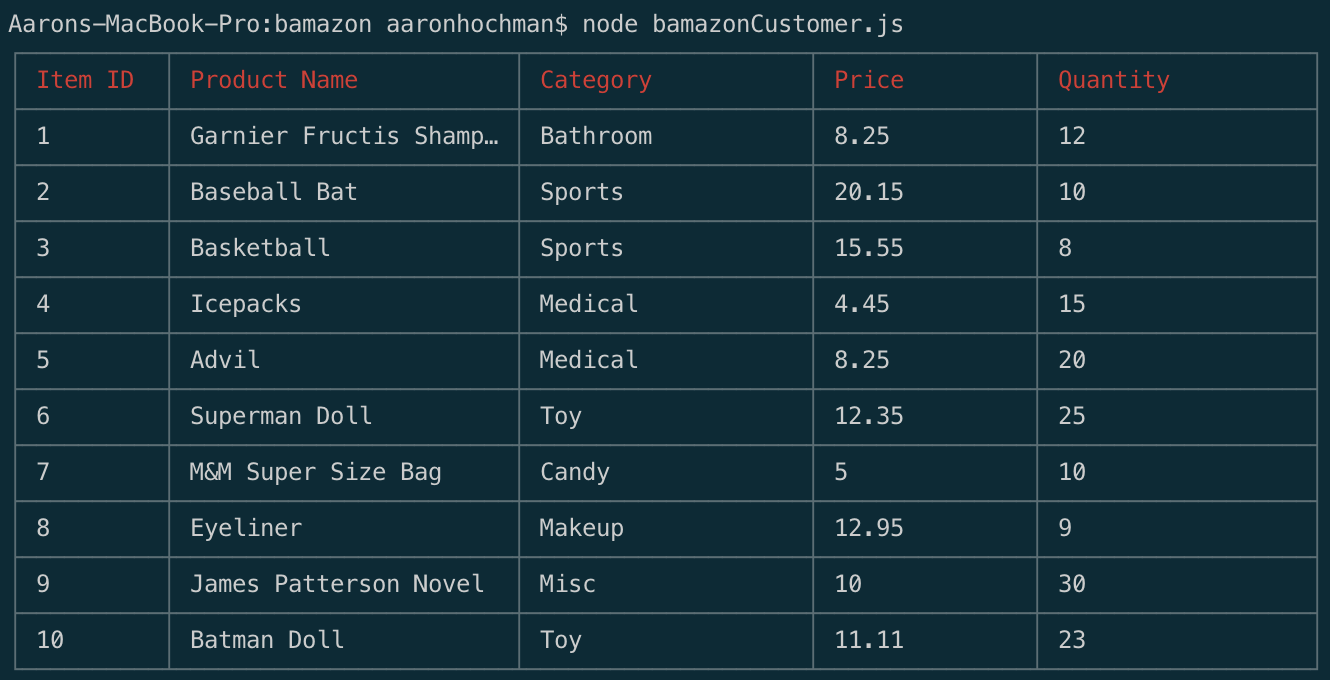 Aarons-MacBook-Pro:bamazon aaronhochman$ node bamazonCustomer.js
Item ID Product Name Category Price Quantity
1 Garnier Fructis Shamp… Bathroom 8.25 12
2 Baseball Bat Sports 20.15 10
3 Basketball Sports 15.55 8
4 Icepacks Medical 4.45 15
5 Advil Medical 8.25 20
6 Superman Doll Toy 12.35 25
7 M&M Super Size Bag Candy 5 10
8 Eyeliner Makeup 12.95 9
9 James Patterson Novel Misc 10 30
10 Batman Doll Toy 11.11 23